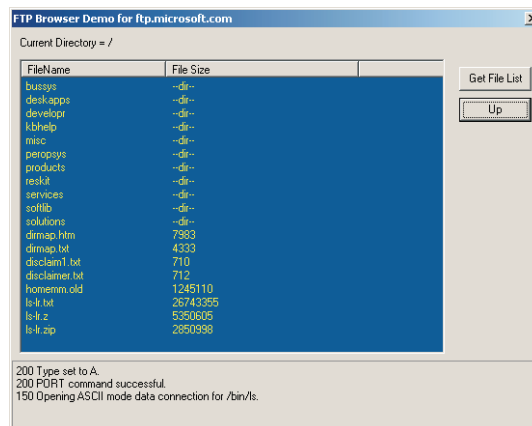 FTP Browser Demo for ftp.microsoft.com
Current Directory = /
FileName File Size
Get File List
Up
bussys --dir--
deskapps --dir--
developr --dir--
kbhelp --dir--
misc --dir--
peropsys --dir--
products --dir--
reskit --dir--
services --dir--
softlib --dir--
solutions --dir--
dirmap.htm 7983
dirmap.txt 4333
disclaim1.txt 710
disclaimer.txt 712
homemm.old 1245110
ls-lr.txt 26743355
ls-lr.z 5350605
ls-lr.zip 2850998
200 Type set to A.
200 PORT command successful.
150 Opening ASCII mode data connection for /bin/ls.